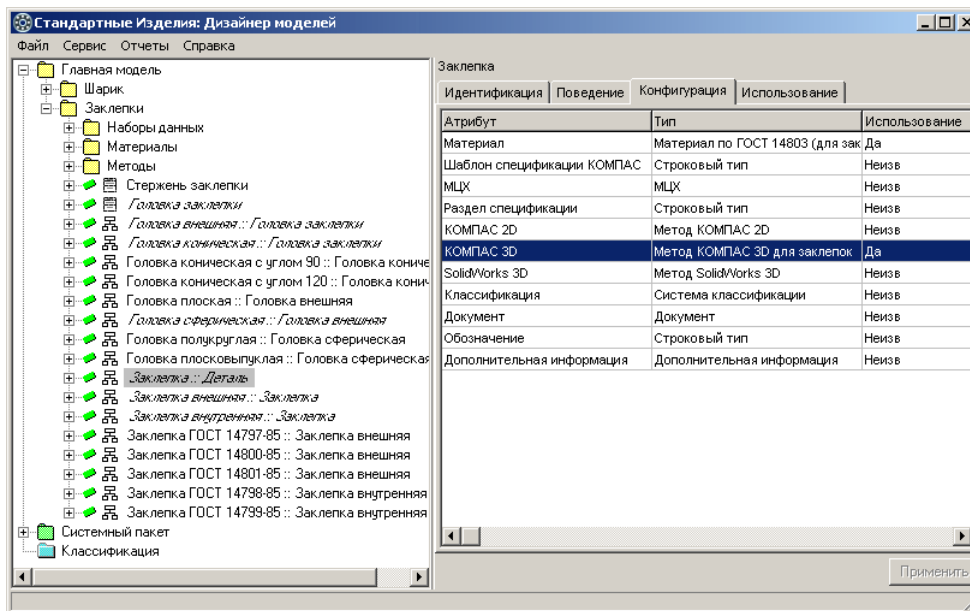 Стандартные Изделия: Дизайнер моделей
Файл Сервис Отчеты Справка
Главная модель
Шарик
Заклепки
Наборы данных
Материалы
Методы
Стержень заклепки
Головка заклепки
Головка внешняя :: Головка заклепки
Головка коническая :: Головка заклепки
Головка коническая с углом 90 :: Головка кониче
Головка коническая с углом 120 :: Головка конич
Головка плоская :: Головка внешняя
Головка сферическая :: Головка внешняя
Головка полукруглая :: Головка сферическая
Головка плосковыпуклая :: Головка сферическая
Заклепка :: Деталь
Заклепка внешняя :: Заклепка
Заклепка внутренняя :: Заклепка
Заклепка ГОСТ 14797-85 :: Заклепка внешняя
Заклепка ГОСТ 14800-85 :: Заклепка внешняя
Заклепка ГОСТ 14801-85 :: Заклепка внешняя
Заклепка ГОСТ 14798-85 :: Заклепка внутренняя
Заклепка ГОСТ 14799-85 :: Заклепка внутренняя
Системный пакет
Классификация
Заклепка
Идентификация Поведение Конфигурация Использование
Атрибут Тип Использование
Материал Материал по ГОСТ 14803 (для зак Да
Шаблон спецификации КОМПАС Строковый тип Неизв
МЦХ МЦХ Неизв
Раздел спецификации Строковый тип Неизв
КОМПАС 2D Метод КОМПАС 2D Неизв
КОМПАС 3D Метод КОМПАС 3D для заклепок Да
SolidWorks 3D Метод SolidWorks 3D Неизв
Классификация Система классификации Неизв
Документ Документ Неизв
Обозначение Строковый тип Неизв
Дополнительная информация Дополнительная информация Неизв
Применить